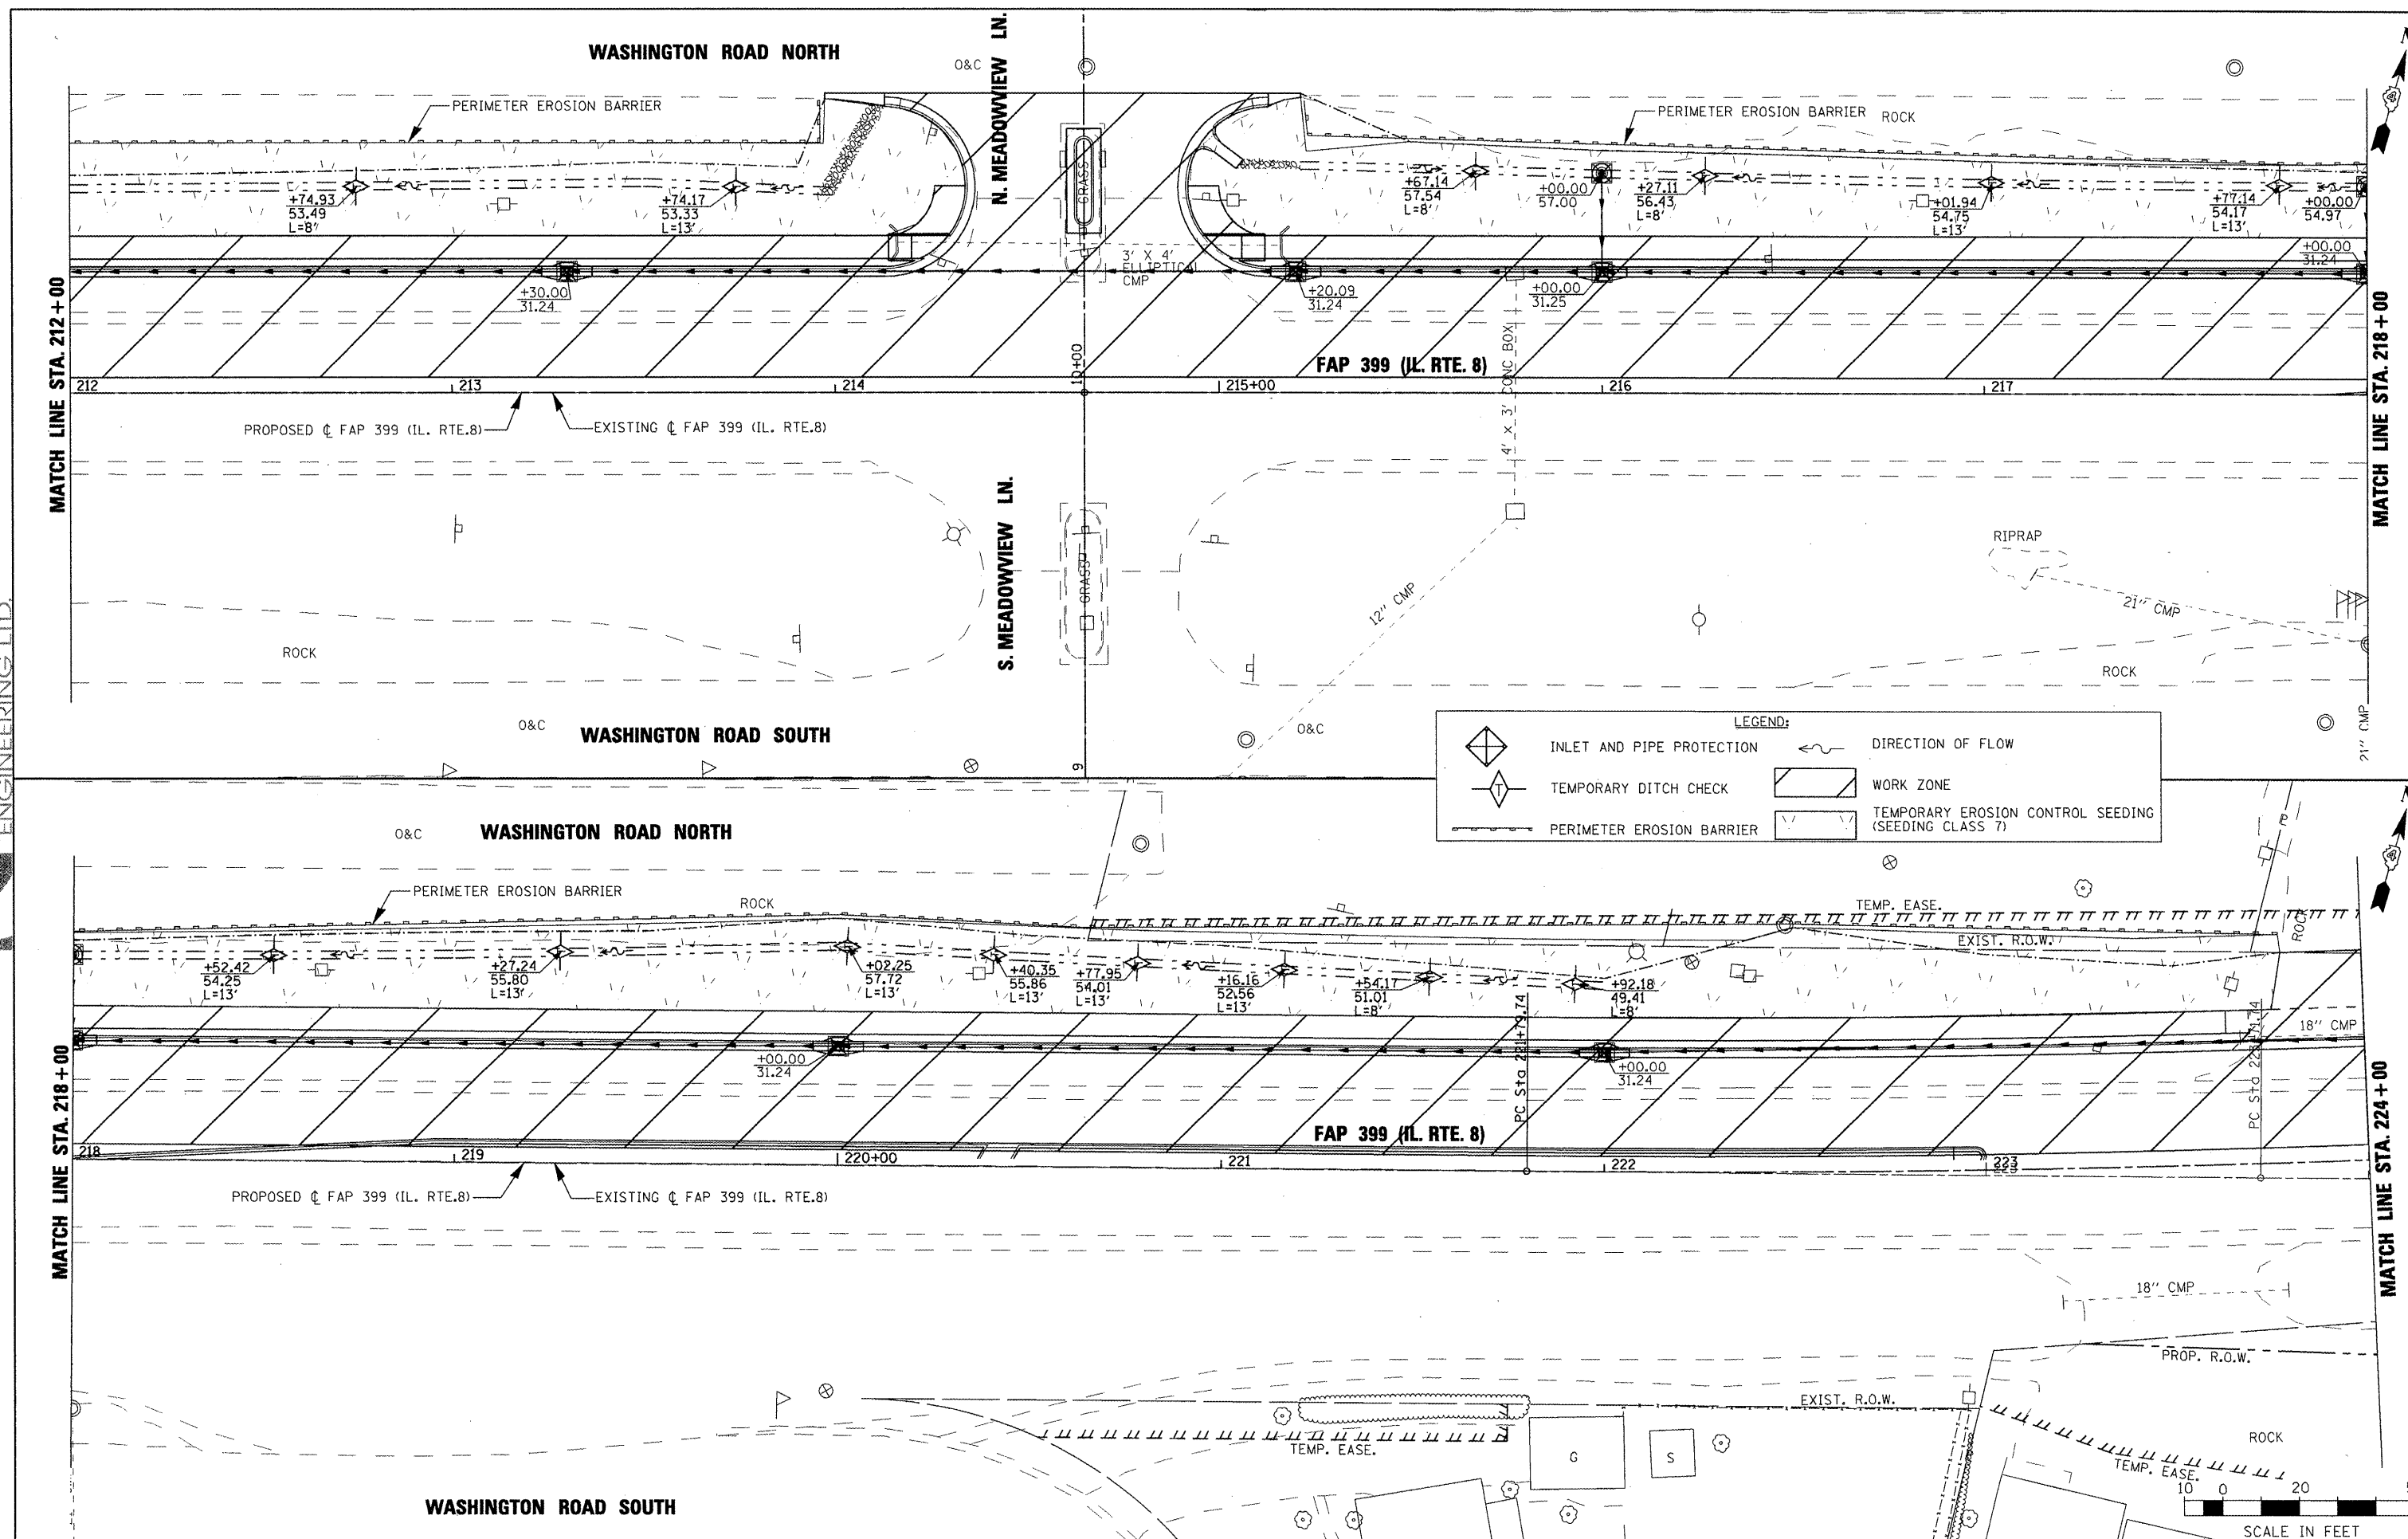 WASHINGTON ROAD NORTH
O&C
N. MEADOWVIEW LN.
PERIMETER EROSION BARRIER
PERIMETER EROSION BARRIER
ROCK
GRASS
+74.93
53.49
L=8'
+74.17
53.33
L=13'
+67.14
57.54
L=8'
+00.00
57.00
+27.11
56.43
L=8'
+01.94
54.75
L=13'
+77.14
54.17
L=13'
+00.00
54.97
3' X 4'
ELLIPTICAL
CMP
+30.00
31.24
+20.09
31.24
+00.00
31.25
+00.00
31.24
MATCH LINE STA. 212+00
MATCH LINE STA. 218+00
4' x 3' CONC BOX
10+00
FAP 399 (IL. RTE. 8)
212
213
214
215+00
216
217
PROPOSED ℄ FAP 399 (IL. RTE.8)
EXISTING ℄ FAP 399 (IL. RTE.8)
S. MEADOWVIEW LN.
GRASS
RIPRAP
12" CMP
21" CMP
ROCK
ROCK
O&C
WASHINGTON ROAD SOUTH
O&C
21" CMP
9
ENGINEERING LTD.
LEGEND:
INLET AND PIPE PROTECTION
DIRECTION OF FLOW
T
TEMPORARY DITCH CHECK
WORK ZONE
PERIMETER EROSION BARRIER
TEMPORARY EROSION CONTROL SEEDING
(SEEDING CLASS 7)
O&C
WASHINGTON ROAD NORTH
PERIMETER EROSION BARRIER
ROCK
TEMP. EASE.
EXIST. R.O.W.
ROCK
P
+52.42
54.25
L=13'
+27.24
55.80
L=13'
+02.25
57.72
L=13'
+40.35
55.86
L=13'
+77.95
54.01
L=13'
+16.16
52.56
L=13'
+54.17
51.01
L=8'
+92.18
49.41
L=8'
18" CMP
+00.00
31.24
+00.00
31.24
PC Sta 221+79.74
MATCH LINE STA. 218+00
MATCH LINE STA. 224+00
FAP 399 (IL. RTE. 8)
218
219
220+00
221
222
223
PROPOSED ℄ FAP 399 (IL. RTE.8)
EXISTING ℄ FAP 399 (IL. RTE.8)
18" CMP
PROP. R.O.W.
EXIST. R.O.W.
TEMP. EASE.
G
S
ROCK
TEMP. EASE.
WASHINGTON ROAD SOUTH
10 0 20
SCALE IN FEET